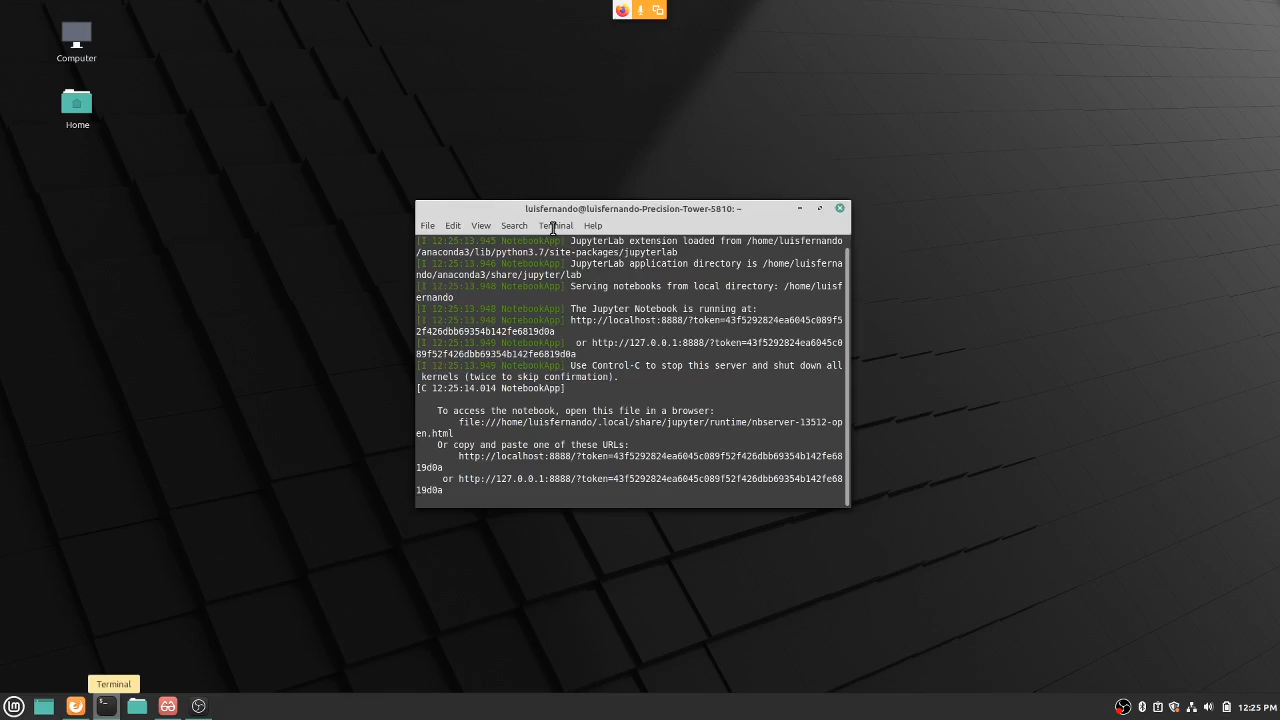 Computer
Home
luisfernando@luisfernando-Precision-Tower-5810: ~
File Edit View Search Terminal Help
[I 12:25:13.945 NotebookApp] JupyterLab extension loaded from /home/luisfernando
/anaconda3/lib/python3.7/site-packages/jupyterlab
[I 12:25:13.946 NotebookApp] JupyterLab application directory is /home/luisferna
ndo/anaconda3/share/jupyter/lab
[I 12:25:13.948 NotebookApp] Serving notebooks from local directory: /home/luisf
ernando
[I 12:25:13.948 NotebookApp] The Jupyter Notebook is running at:
[I 12:25:13.948 NotebookApp] http://localhost:8888/?token=43f5292824ea6045c089f5
2f426dbb69354b142fe6819d0a
[I 12:25:13.949 NotebookApp]  or http://127.0.0.1:8888/?token=43f5292824ea6045c0
89f52f426dbb69354b142fe6819d0a
[I 12:25:13.949 NotebookApp] Use Control-C to stop this server and shut down all
 kernels (twice to skip confirmation).
[C 12:25:14.014 NotebookApp]
To access the notebook, open this file in a browser:
file:///home/luisfernando/.local/share/jupyter/runtime/nbserver-13512-op
en.html
Or copy and paste one of these URLs:
http://localhost:8888/?token=43f5292824ea6045c089f52f426dbb69354b142fe68
19d0a
or http://127.0.0.1:8888/?token=43f5292824ea6045c089f52f426dbb69354b142fe68
19d0a
Terminal
12:25 PM